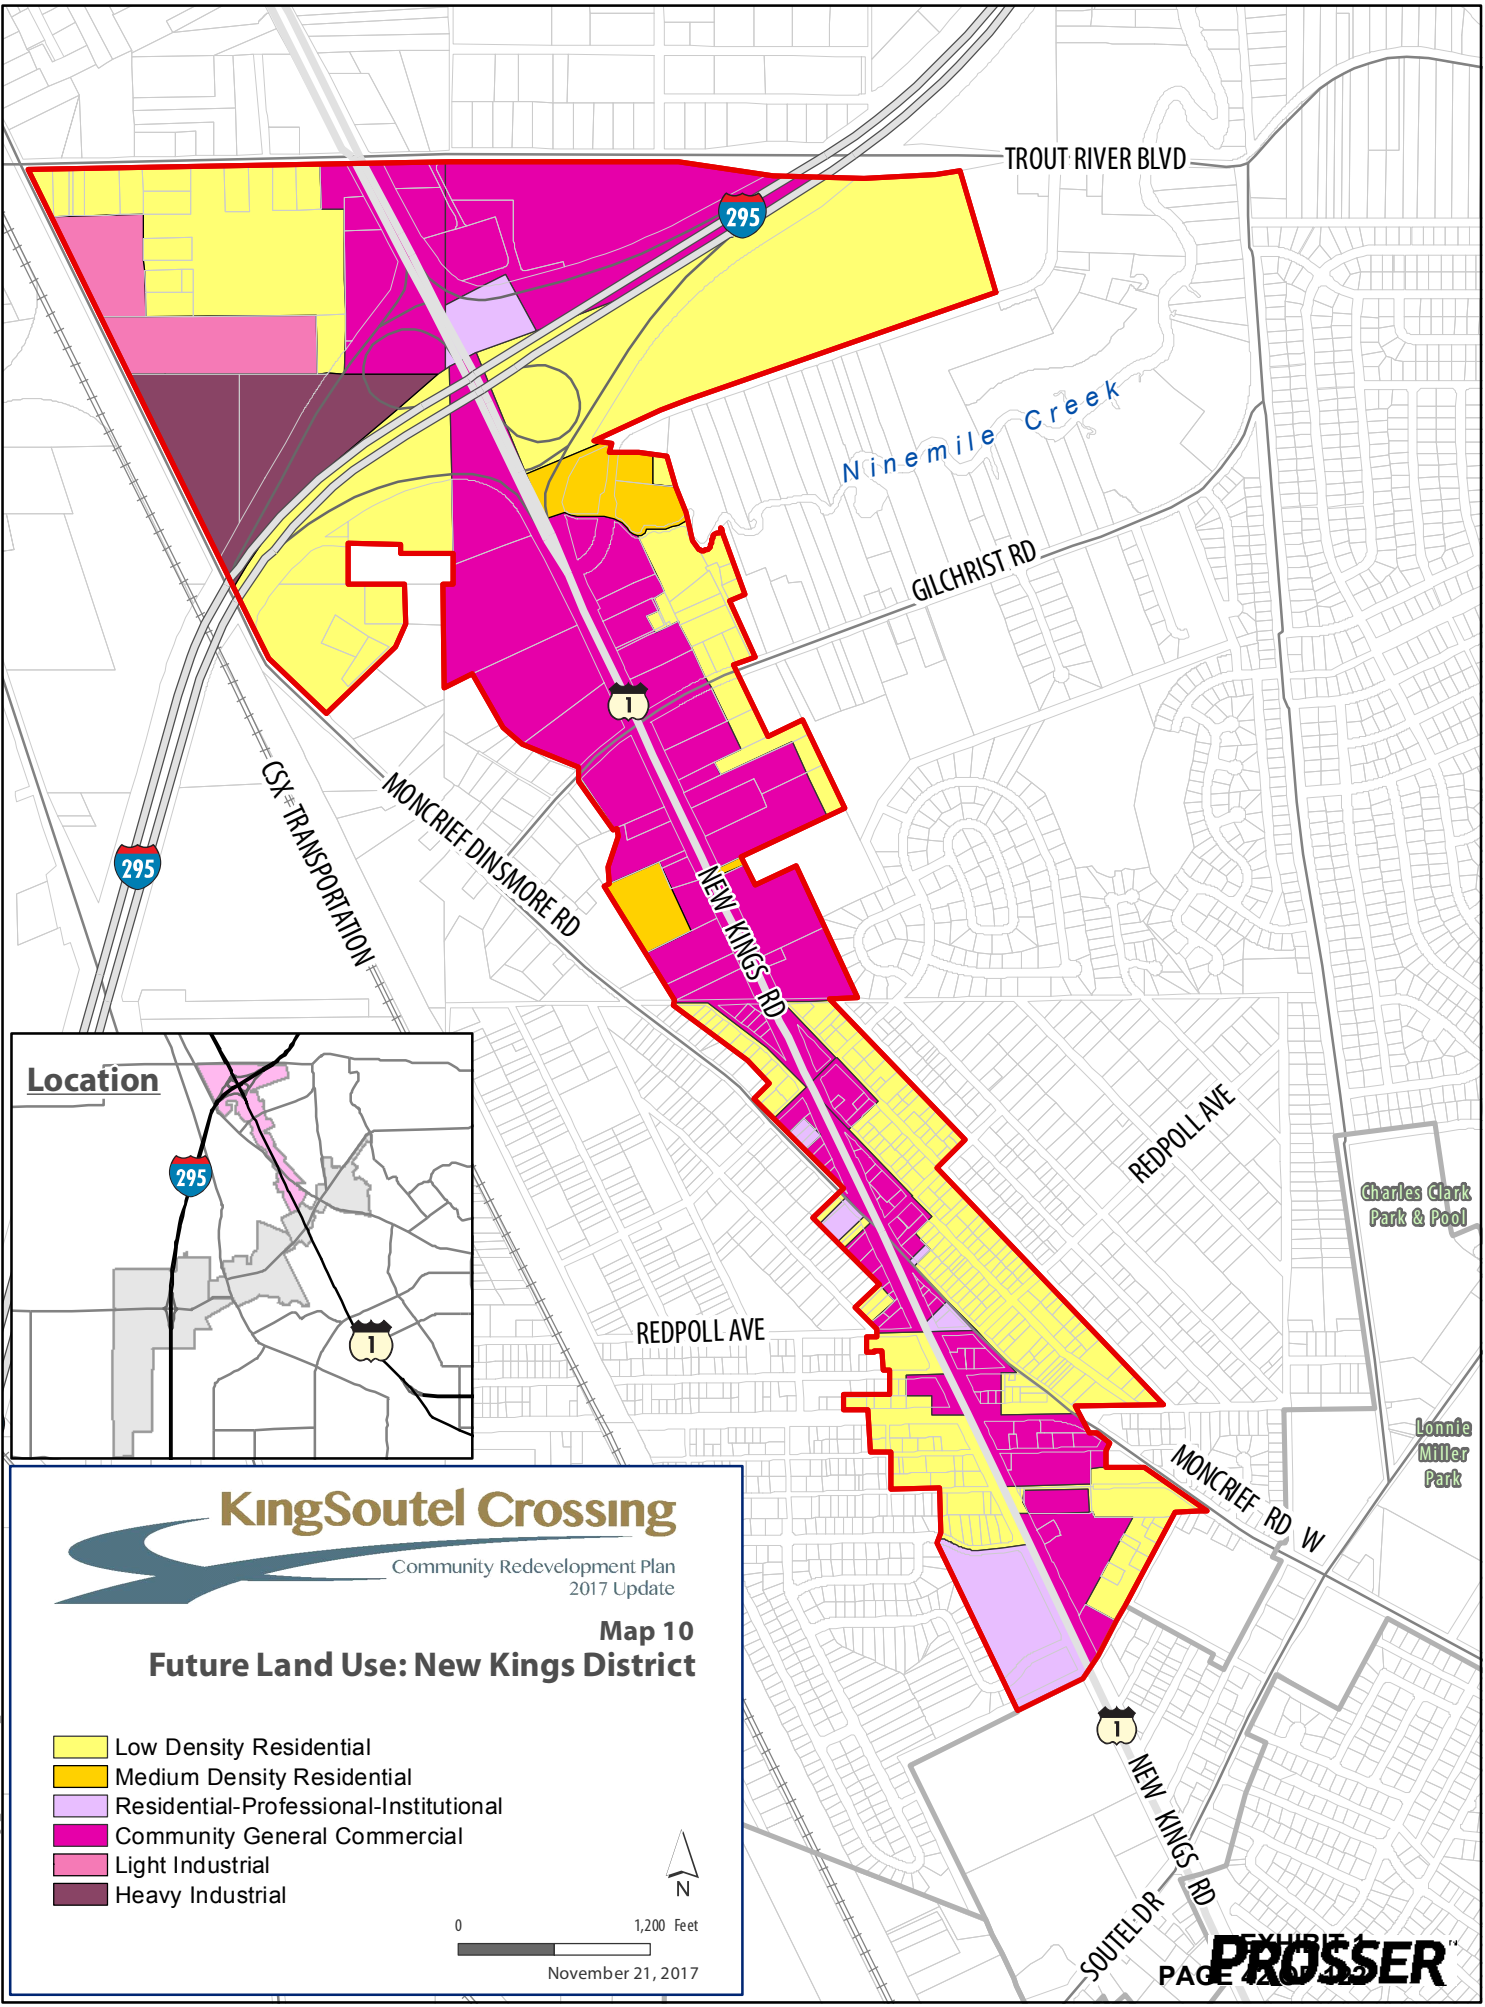 TROUT RIVER BLVD
295
Ninemile Creek
GILCHRIST RD
1
CSX TRANSPORTATION
MONCRIEF DINSMORE RD
295
NEW KINGS RD
REDPOLL AVE
Charles Clark
Park & Pool
REDPOLL AVE
Lonnie
Miller
Park
MONCRIEF RD W
1
NEW KINGS RD
SOUTEL DR
Location
295
1
KingSoutel Crossing
Community Redevelopment Plan
2017 Update
Map 10
Future Land Use: New Kings District
Low Density Residential
Medium Density Residential
Residential-Professional-Institutional
Community General Commercial
Light Industrial
Heavy Industrial
N
0 1,200 Feet
November 21, 2017
EXHIBIT 1
PROSSER
PAGE